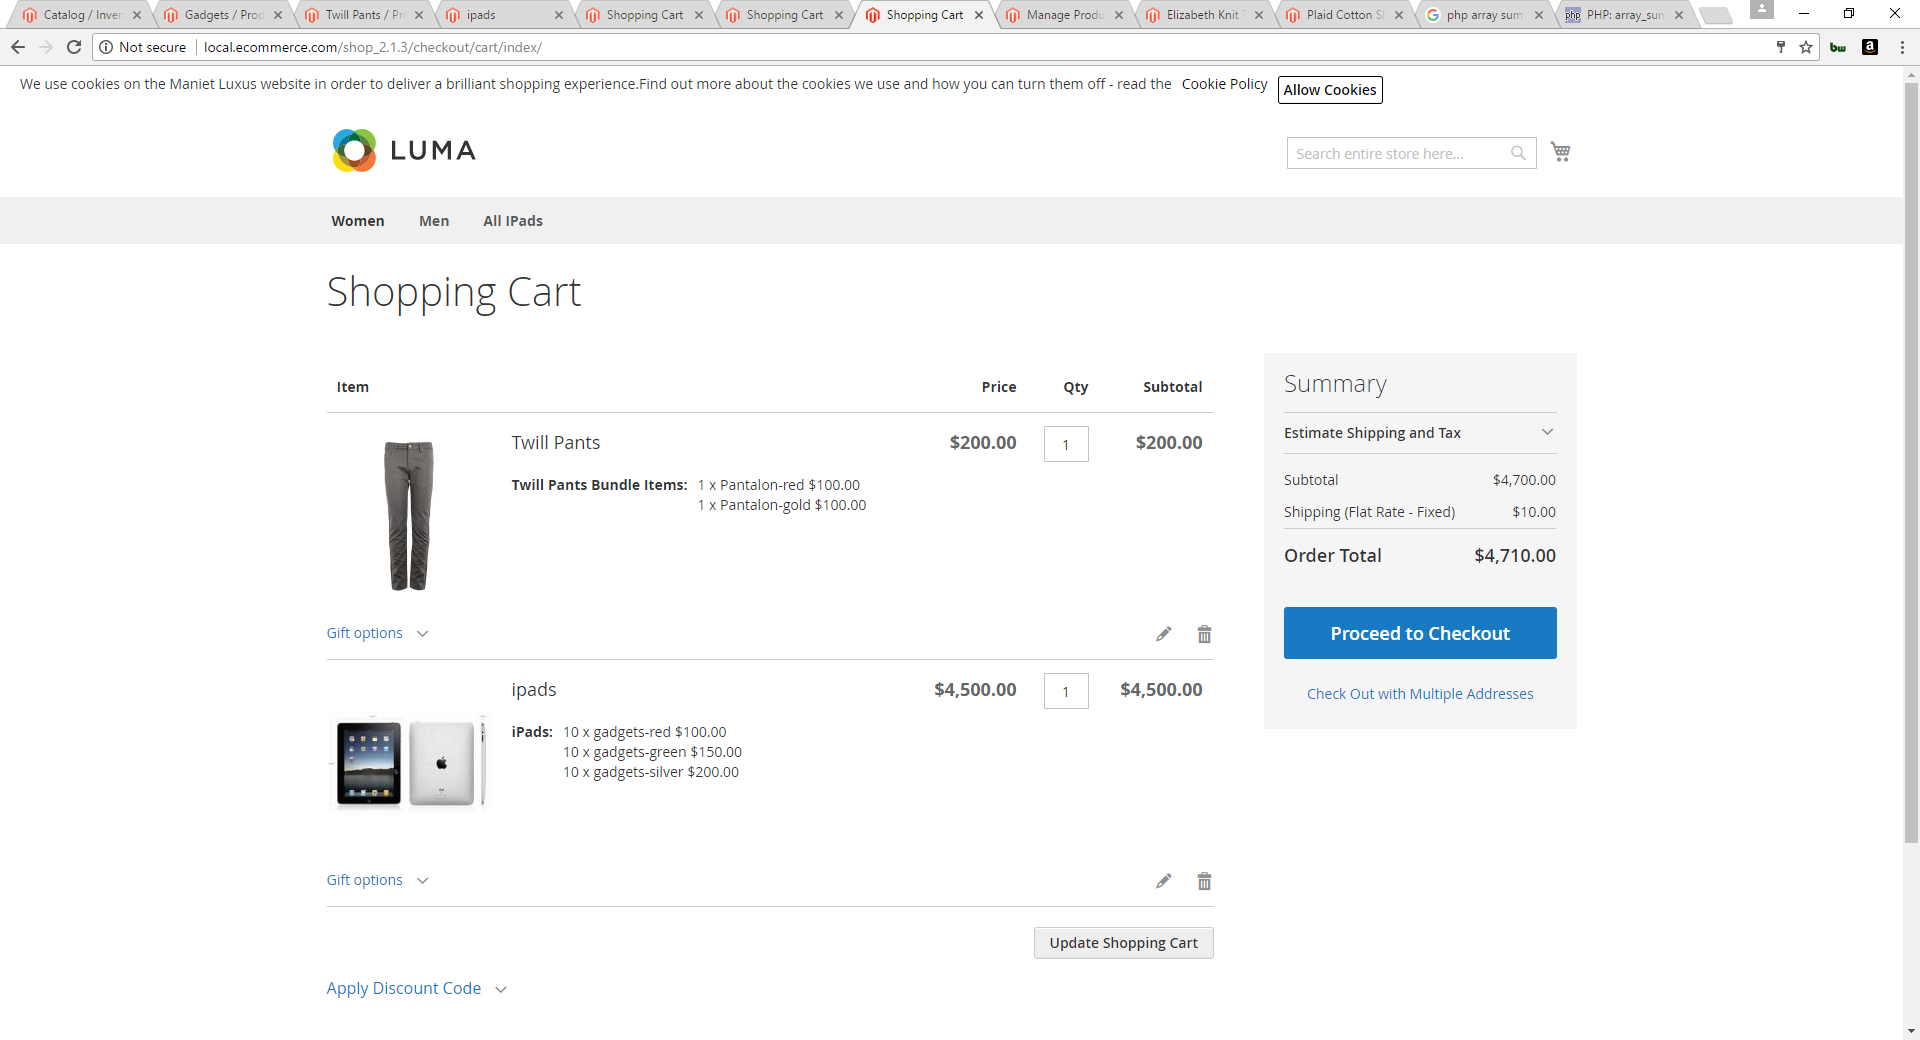 Catalog / Inver
Gadgets / Prod
Twill Pants / Pr
ipads
Shopping Cart
Shopping Cart
Shopping Cart
Manage Produ
Elizabeth Knit T
Plaid Cotton S
php array sum
php PHP: array_sum
Not secure local.ecommerce.com/shop_2.1.3/checkout/cart/index/
bw a
We use cookies on the Maniet Luxus website in order to deliver a brilliant shopping experience.Find out more about the cookies we use and how you can turn them off - read the Cookie Policy Allow Cookies
LUMA
Search entire store here...
Women Men All IPads
Shopping Cart
Item Price Qty Subtotal
Twill Pants $200.00 1 $200.00
Twill Pants Bundle Items: 1 x Pantalon-red $100.00
1 x Pantalon-gold $100.00
Gift options
ipads $4,500.00 1 $4,500.00
iPads: 10 x gadgets-red $100.00
10 x gadgets-green $150.00
10 x gadgets-silver $200.00
Gift options
Update Shopping Cart
Apply Discount Code
Summary
Estimate Shipping and Tax
Subtotal $4,700.00
Shipping (Flat Rate - Fixed) $10.00
Order Total $4,710.00
Proceed to Checkout
Check Out with Multiple Addresses